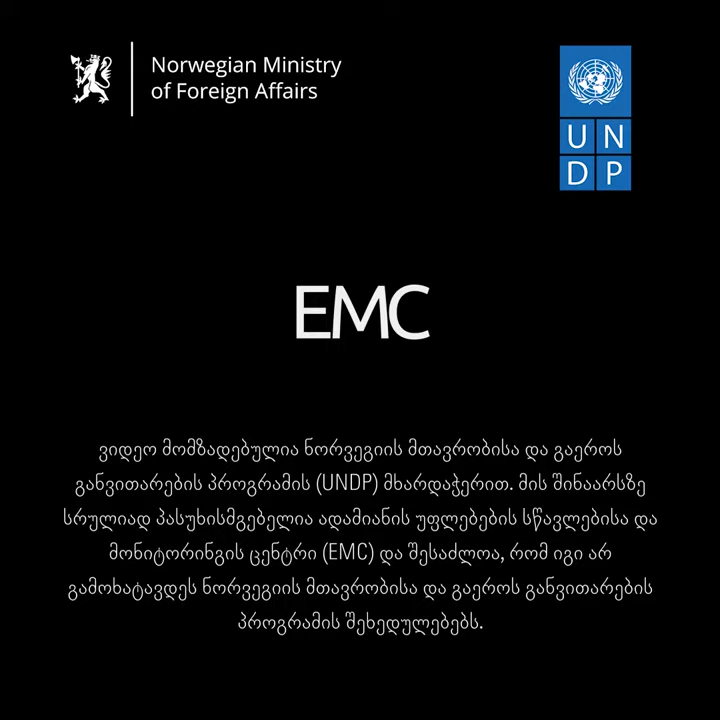 Norwegian Ministry
of Foreign Affairs
U N
D P
EMC
ვიდეო მომზადებულია ნორვეგიის მთავრობისა და გაეროს
განვითარების პროგრამის (UNDP) მხარდაჭერით. მის შინაარსზე
სრულიად პასუხისმგებელია ადამიანის უფლებების სწავლებისა და
მონიტორინგის ცენტრი (EMC) და შესაძლოა, რომ იგი არ
გამოხატავდეს ნორვეგიის მთავრობისა და გაეროს განვითარების
პროგრამის შეხედულებებს.